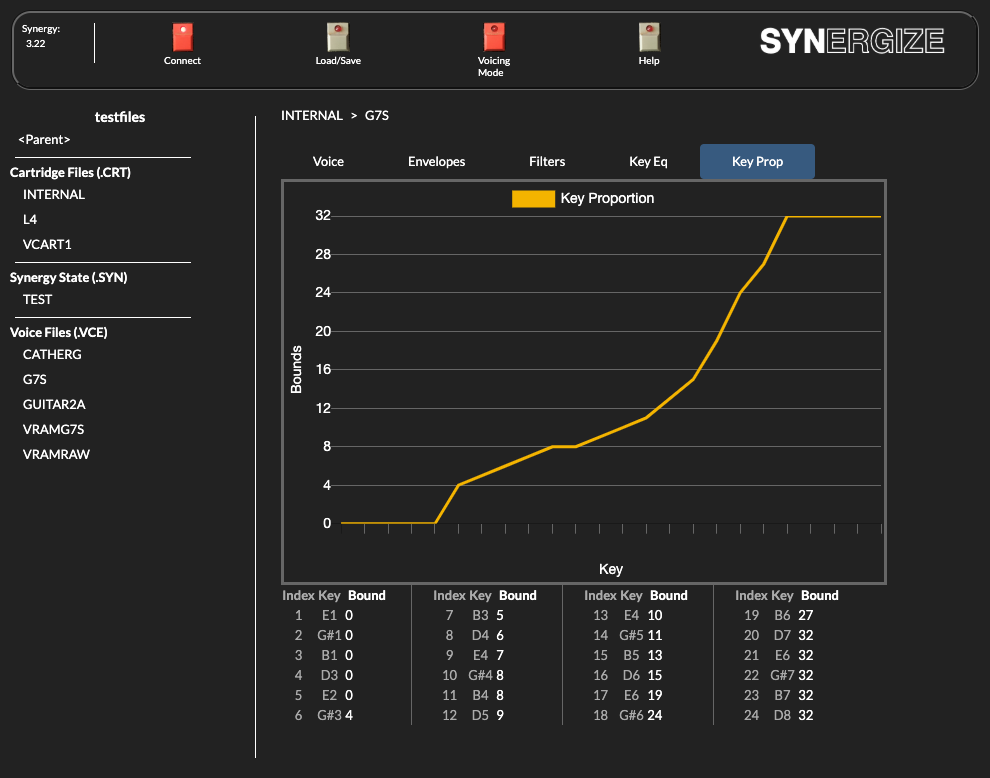 Synergy:
3.22
Connect
Load/Save
Voicing
Mode
Help
SYNERGIZE
testfiles
<Parent>
Cartridge Files (.CRT)
INTERNAL
L4
VCART1
Synergy State (.SYN)
TEST
Voice Files (.VCE)
CATHERG
G7S
GUITAR2A
VRAMG7S
VRAMRAW
INTERNAL > G7S
Voice Envelopes Filters Key Eq Key Prop
Key Proportion
32
28
24
20
16
12
8
4
0
Bounds
Key
Index Key Bound Index Key Bound Index Key Bound Index Key Bound
1 E1 0 7 B3 5 13 E4 10 19 B6 27
2 G#1 0 8 D4 6 14 G#5 11 20 D7 32
3 B1 0 9 E4 7 15 B5 13 21 E6 32
4 D3 0 10 G#4 8 16 D6 15 22 G#7 32
5 E2 0 11 B4 8 17 E6 19 23 B7 32
6 G#3 4 12 D5 9 18 G#6 24 24 D8 32